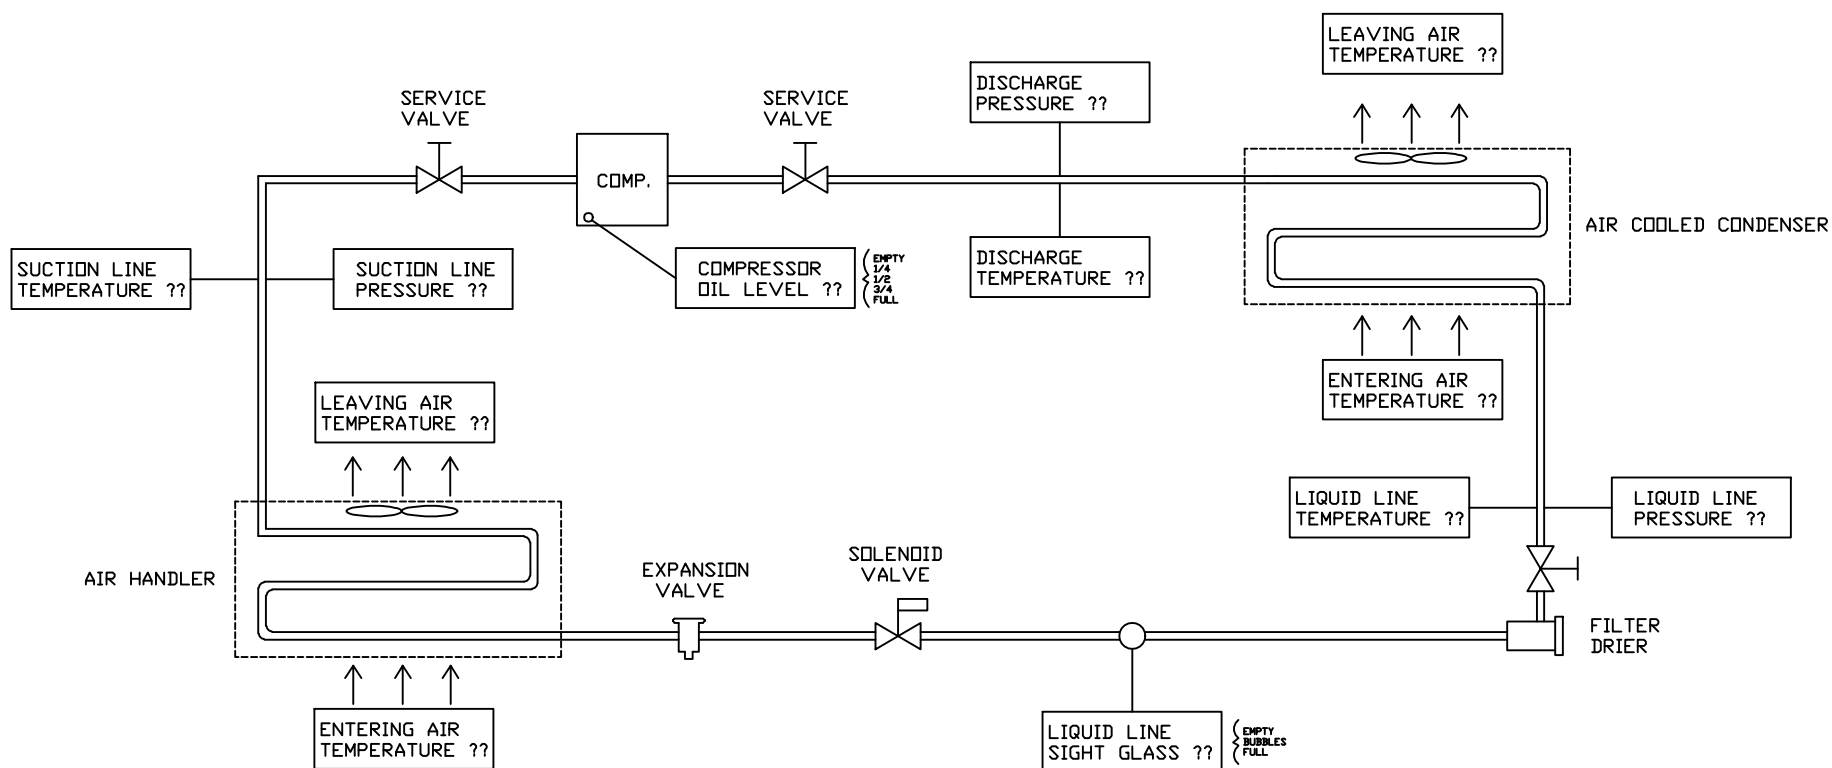 LEAVING AIR
TEMPERATURE ??
DISCHARGE
PRESSURE ??
SERVICE
VALVE
SERVICE
VALVE
COMP.
AIR COOLED CONDENSER
SUCTION LINE
TEMPERATURE ??
SUCTION LINE
PRESSURE ??
COMPRESSOR
OIL LEVEL ??
EMPTY
1/4
1/2
3/4
FULL
DISCHARGE
TEMPERATURE ??
ENTERING AIR
TEMPERATURE ??
LEAVING AIR
TEMPERATURE ??
LIQUID LINE
TEMPERATURE ??
LIQUID LINE
PRESSURE ??
AIR HANDLER
EXPANSION
VALVE
SOLENOID
VALVE
FILTER
DRIER
ENTERING AIR
TEMPERATURE ??
LIQUID LINE
SIGHT GLASS ??
EMPTY
BUBBLES
FULL